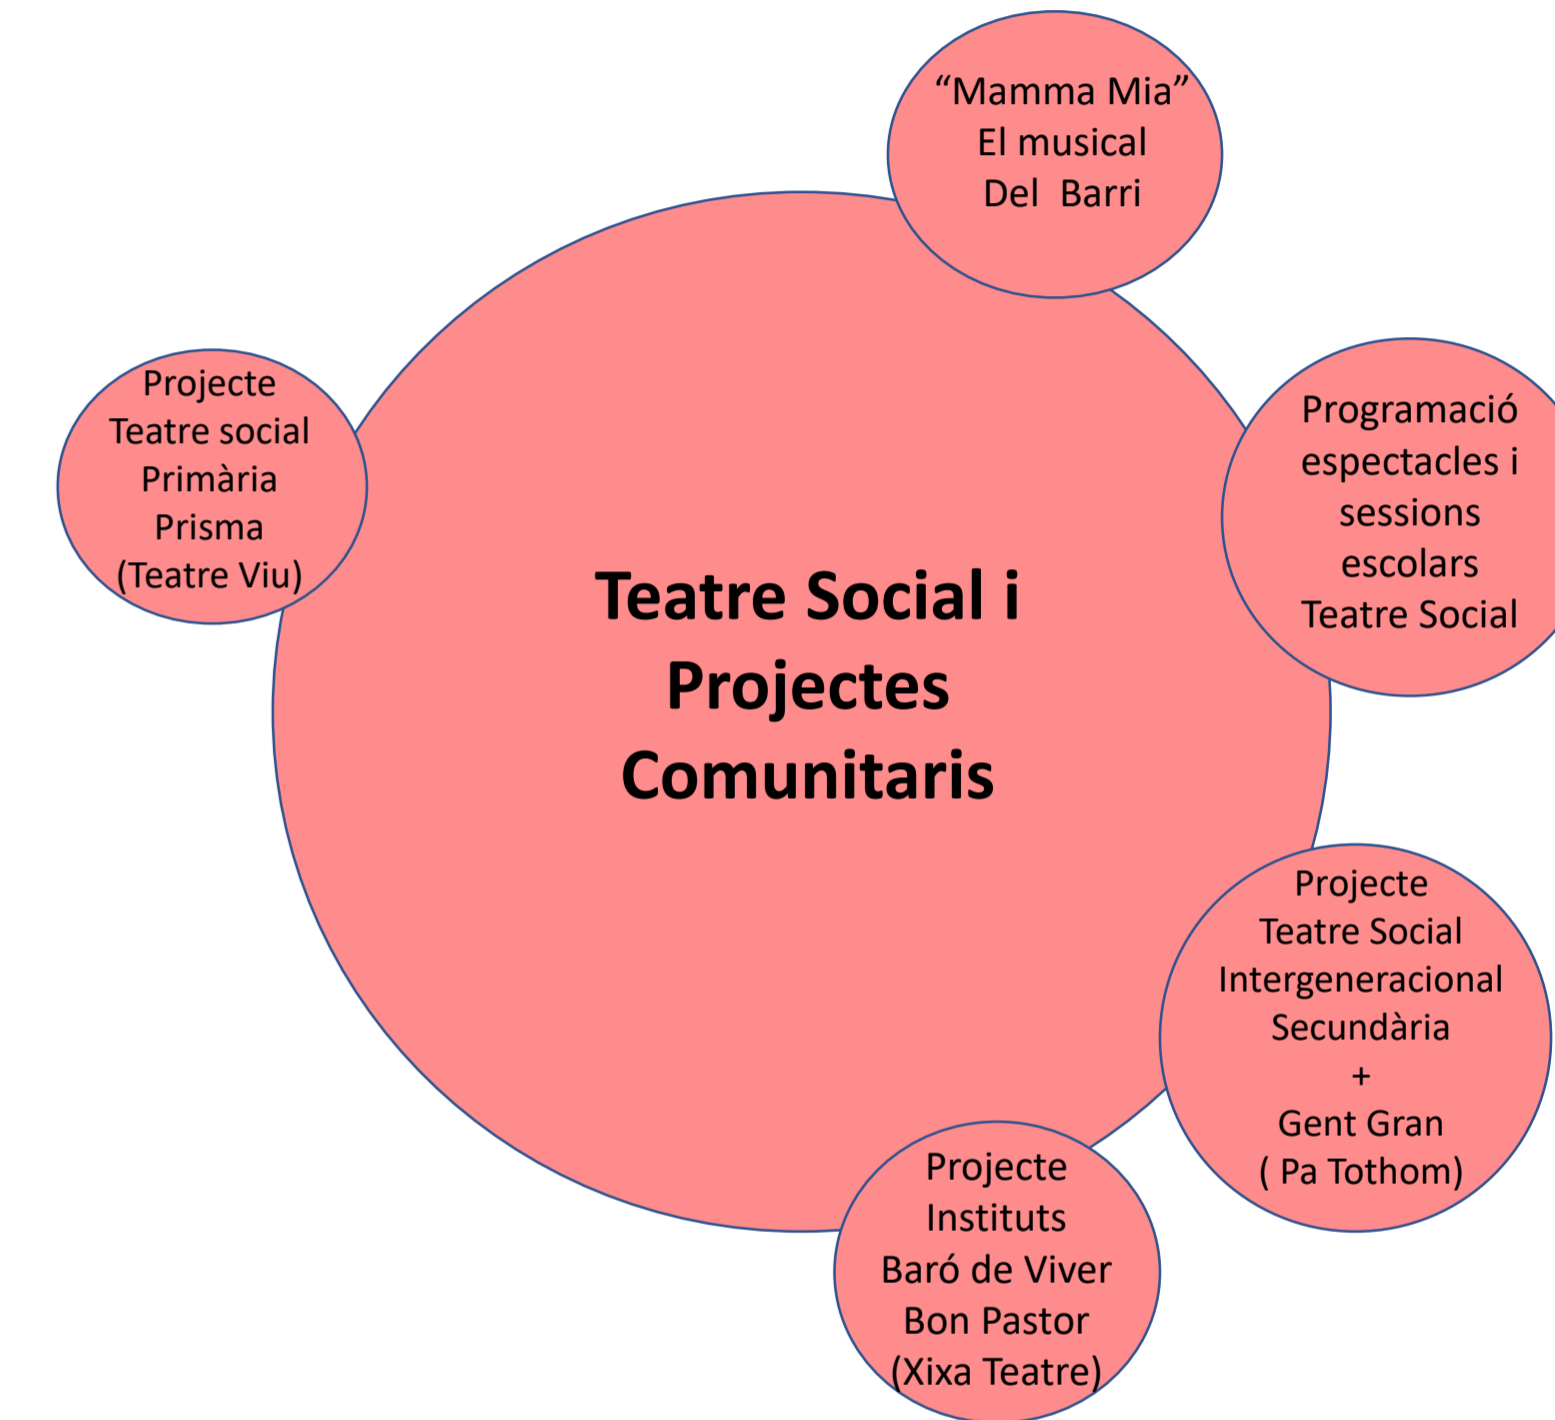 “Mamma Mia”
El musical
Del Barri
Projecte
Teatre social
Primària
Prisma
(Teatre Viu)
Programació
espectacles i
sessions
escolars
Teatre Social
Teatre Social i
Projectes
Comunitaris
Projecte
Teatre Social
Intergeneracional
Secundària
+
Gent Gran
( Pa Tothom)
Projecte
Instituts
Baró de Viver
Bon Pastor
(Xixa Teatre)